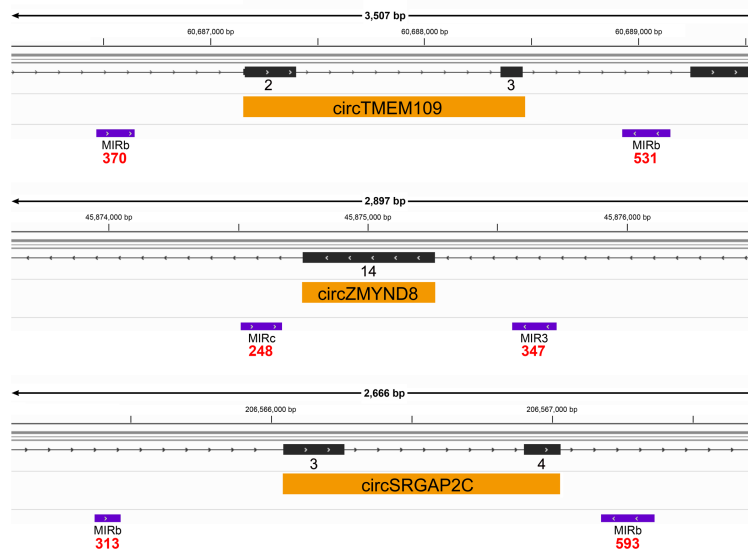 3,507 bp
60,687,000 bp 60,688,000 bp 60,689,000 bp
2 3
circTMEM109
MIRb MIRb
370 531
2,897 bp
45,874,000 bp 45,875,000 bp 45,876,000 bp
14
circZMYND8
MIRc MIR3
248 347
2,666 bp
206,566,000 bp 206,567,000 bp
3 4
circSRGAP2C
MIRb MIRb
313 593